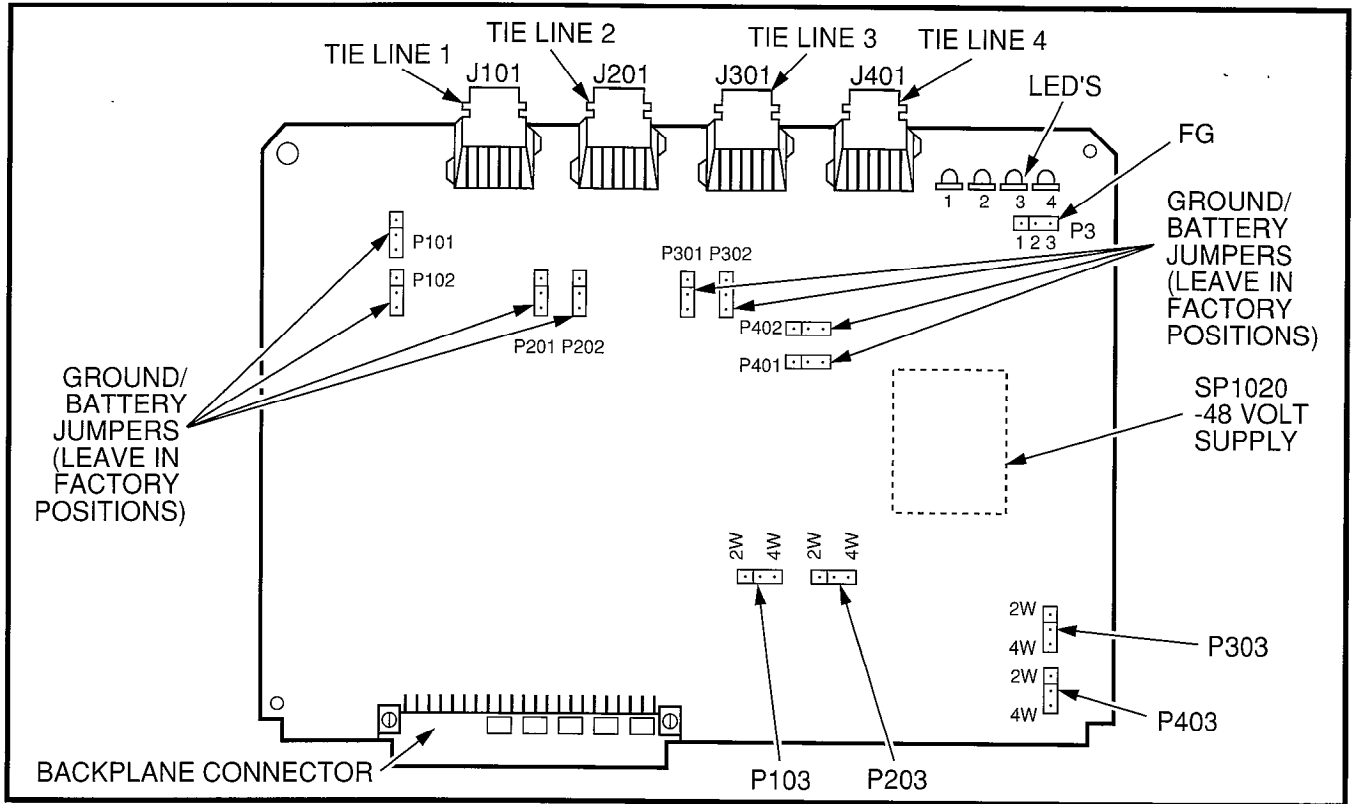 TIE LINE 1
TIE LINE 2
TIE LINE 3
TIE LINE 4
J101
J201
J301
J401
LED'S
FG
1 2 3 4
P3
1 2 3
GROUND/
BATTERY
JUMPERS
(LEAVE IN
FACTORY
POSITIONS)
P101
P102
P201 P202
P301 P302
P402
P401
GROUND/
BATTERY
JUMPERS
(LEAVE IN
FACTORY
POSITIONS)
SP1020
-48 VOLT
SUPPLY
2W 4W
2W 4W
2W
4W
P303
2W
4W
P403
BACKPLANE CONNECTOR
P103
P203